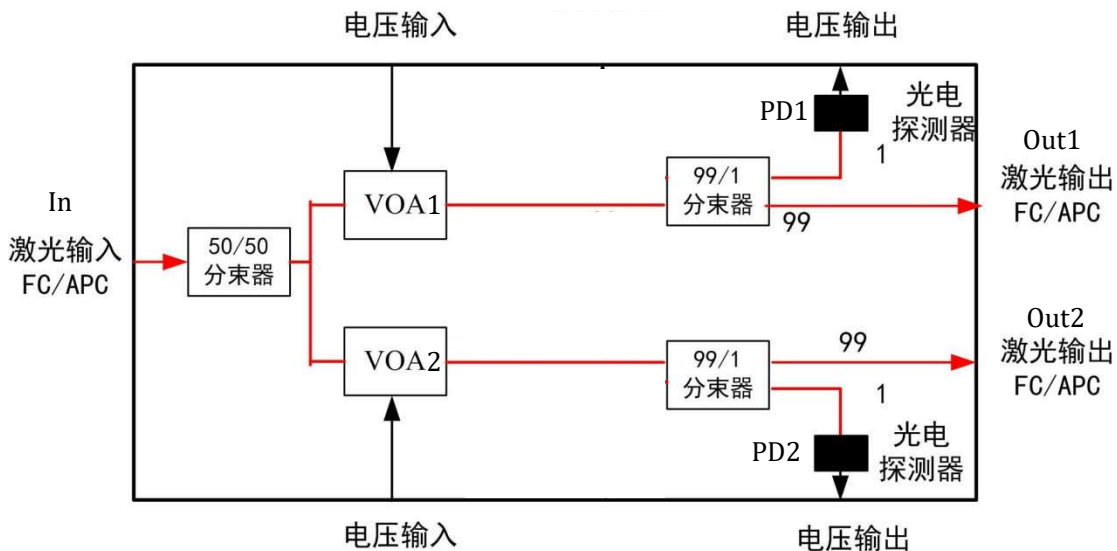 电压输入
电压输出
PD1
光电
探测器
1
Out1
激光输出
FC/APC
In
激光输入
FC/APC
50/50
分束器
VOA1
99/1
分束器
99
VOA2
99/1
分束器
99
1
Out2
激光输出
FC/APC
PD2
光电
探测器
电压输入
电压输出